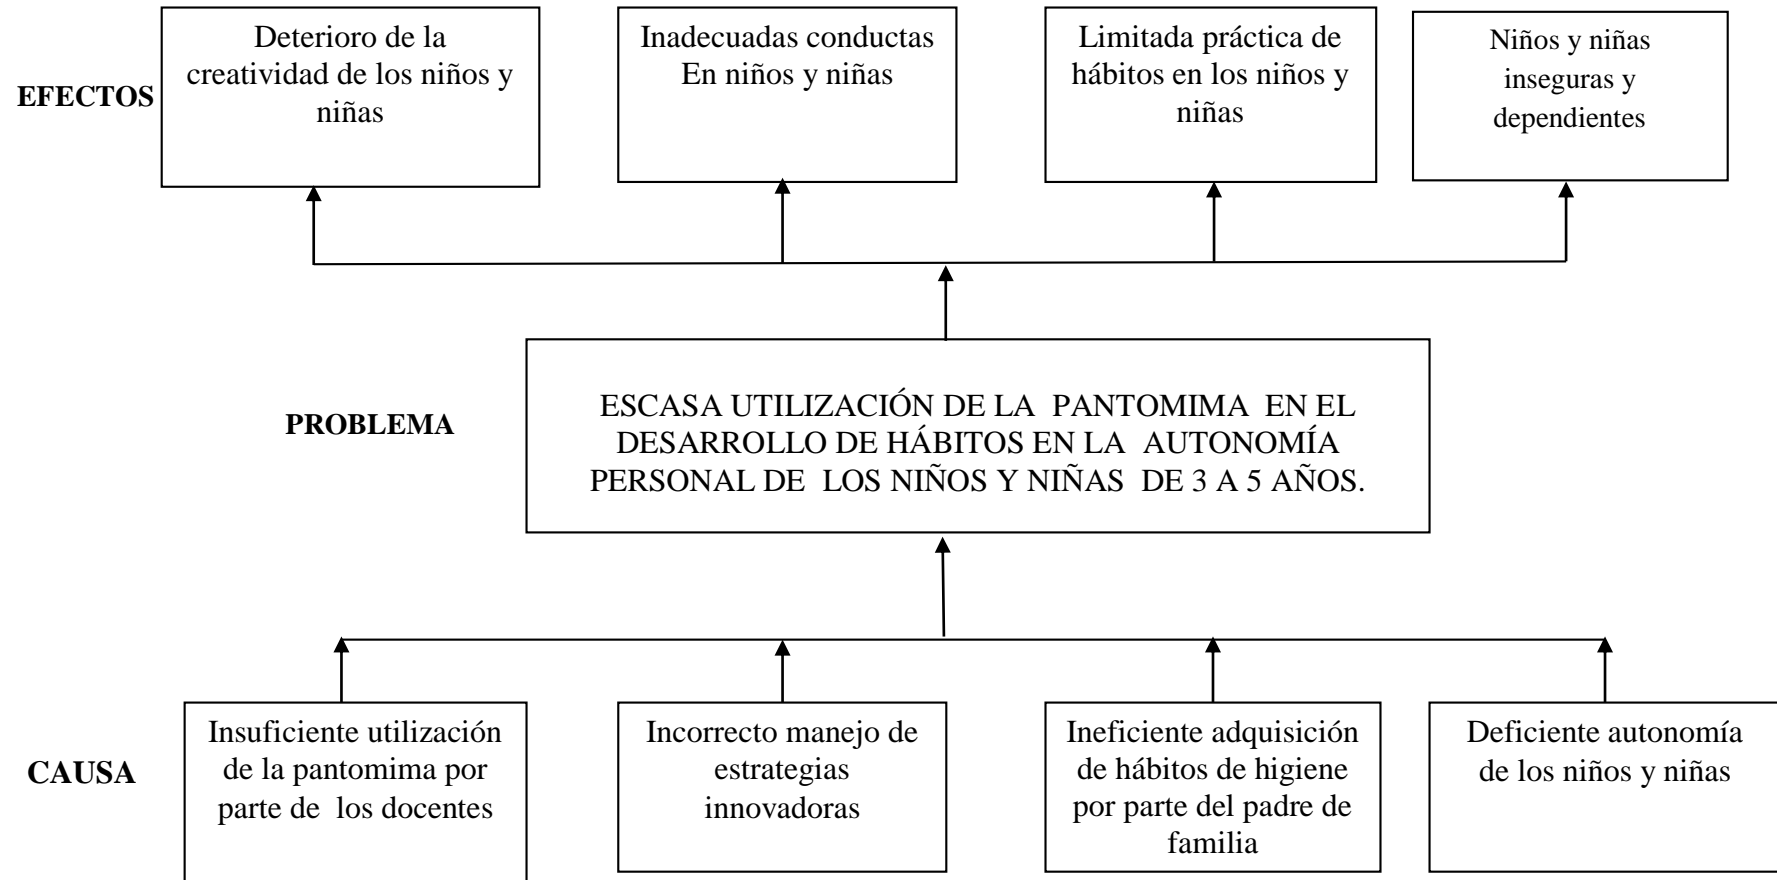 EFECTOS
Deterioro de la
creatividad de los niños y
niñas
Inadecuadas conductas
En niños y niñas
Limitada práctica de
hábitos en los niños y
niñas
Niños y niñas
inseguras y
dependientes
PROBLEMA
ESCASA UTILIZACIÓN DE LA PANTOMIMA EN EL
DESARROLLO DE HÁBITOS EN LA AUTONOMÍA
PERSONAL DE LOS NIÑOS Y NIÑAS DE 3 A 5 AÑOS.
CAUSA
Insuficiente utilización
de la pantomima por
parte de los docentes
Incorrecto manejo de
estrategias
innovadoras
Ineficiente adquisición
de hábitos de higiene
por parte del padre de
familia
Deficiente autonomía
de los niños y niñas